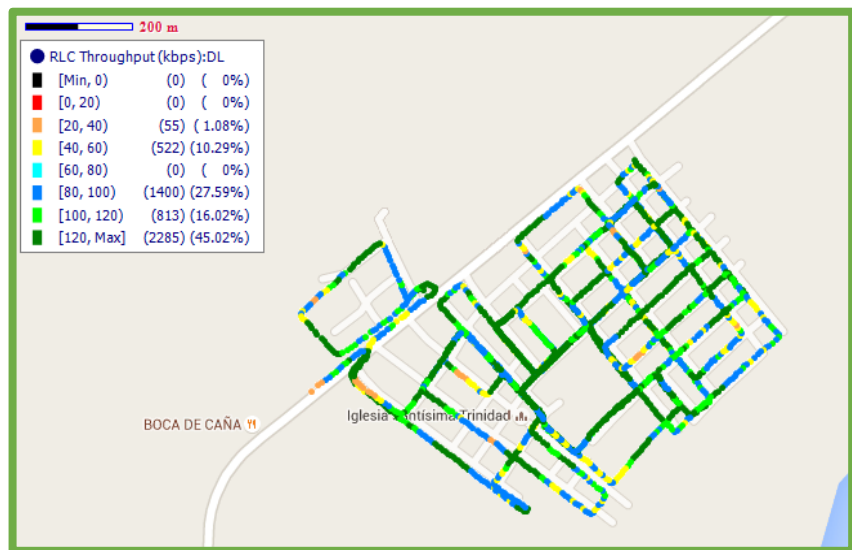 200 m
RLC Throughput (kbps):DL
[Min, 0) (0) ( 0%)
[0, 20) (0) ( 0%)
[20, 40) (55) ( 1.08%)
[40, 60) (522) (10.29%)
[60, 80) (0) ( 0%)
[80, 100) (1400) (27.59%)
[100, 120) (813) (16.02%)
[120, Max] (2285) (45.02%)
Iglesia Santísima Trinidad
BOCA DE CAÑA